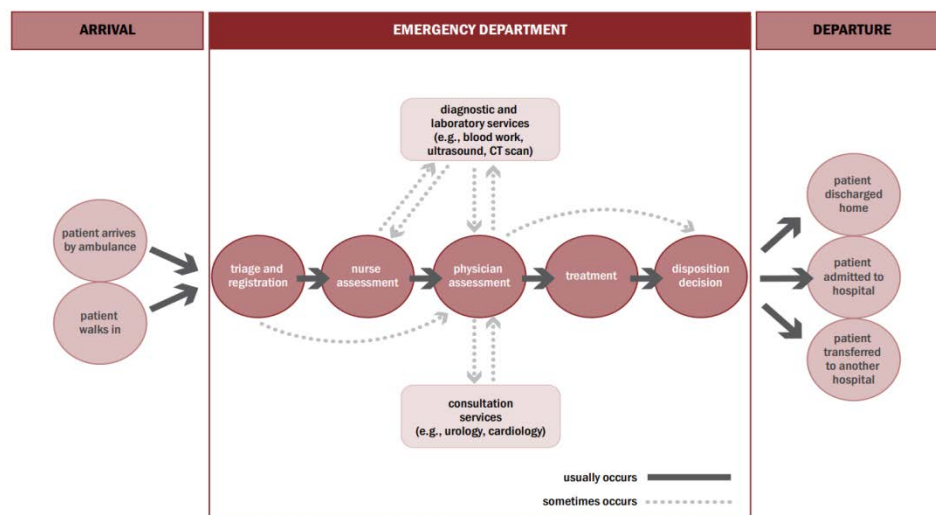 ARRIVAL
EMERGENCY DEPARTMENT
DEPARTURE
diagnostic and
laboratory services
(e.g., blood work,
ultrasound, CT scan)
patient arrives
by ambulance
patient
walks in
triage and
registration
nurse
assessment
physician
assessment
treatment
disposition
decision
patient
discharged
home
patient
admitted to
hospital
patient
transferred
to another
hospital
consultation
services
(e.g., urology, cardiology)
usually occurs
sometimes occurs